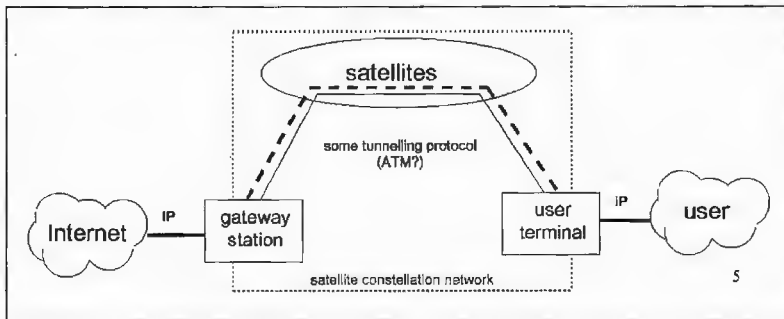 satellites
some tunnelling protocol
(ATM?)
Internet
IP
gateway
station
user
terminal
IP
user
satellite constellation network
5